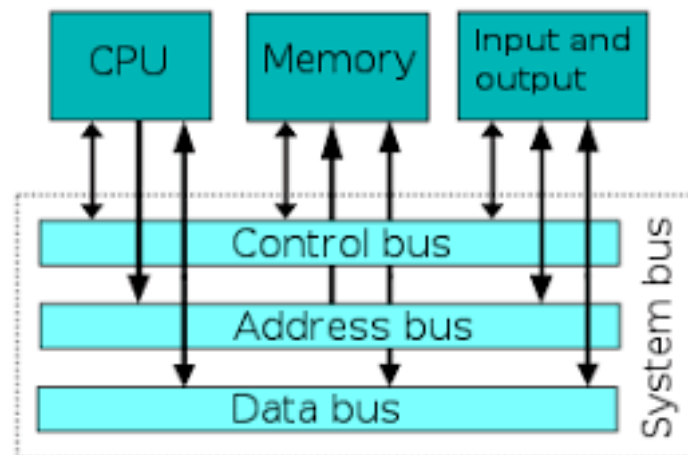 CPU
Memory
Input and
output
Control bus
Address bus
Data bus
System bus